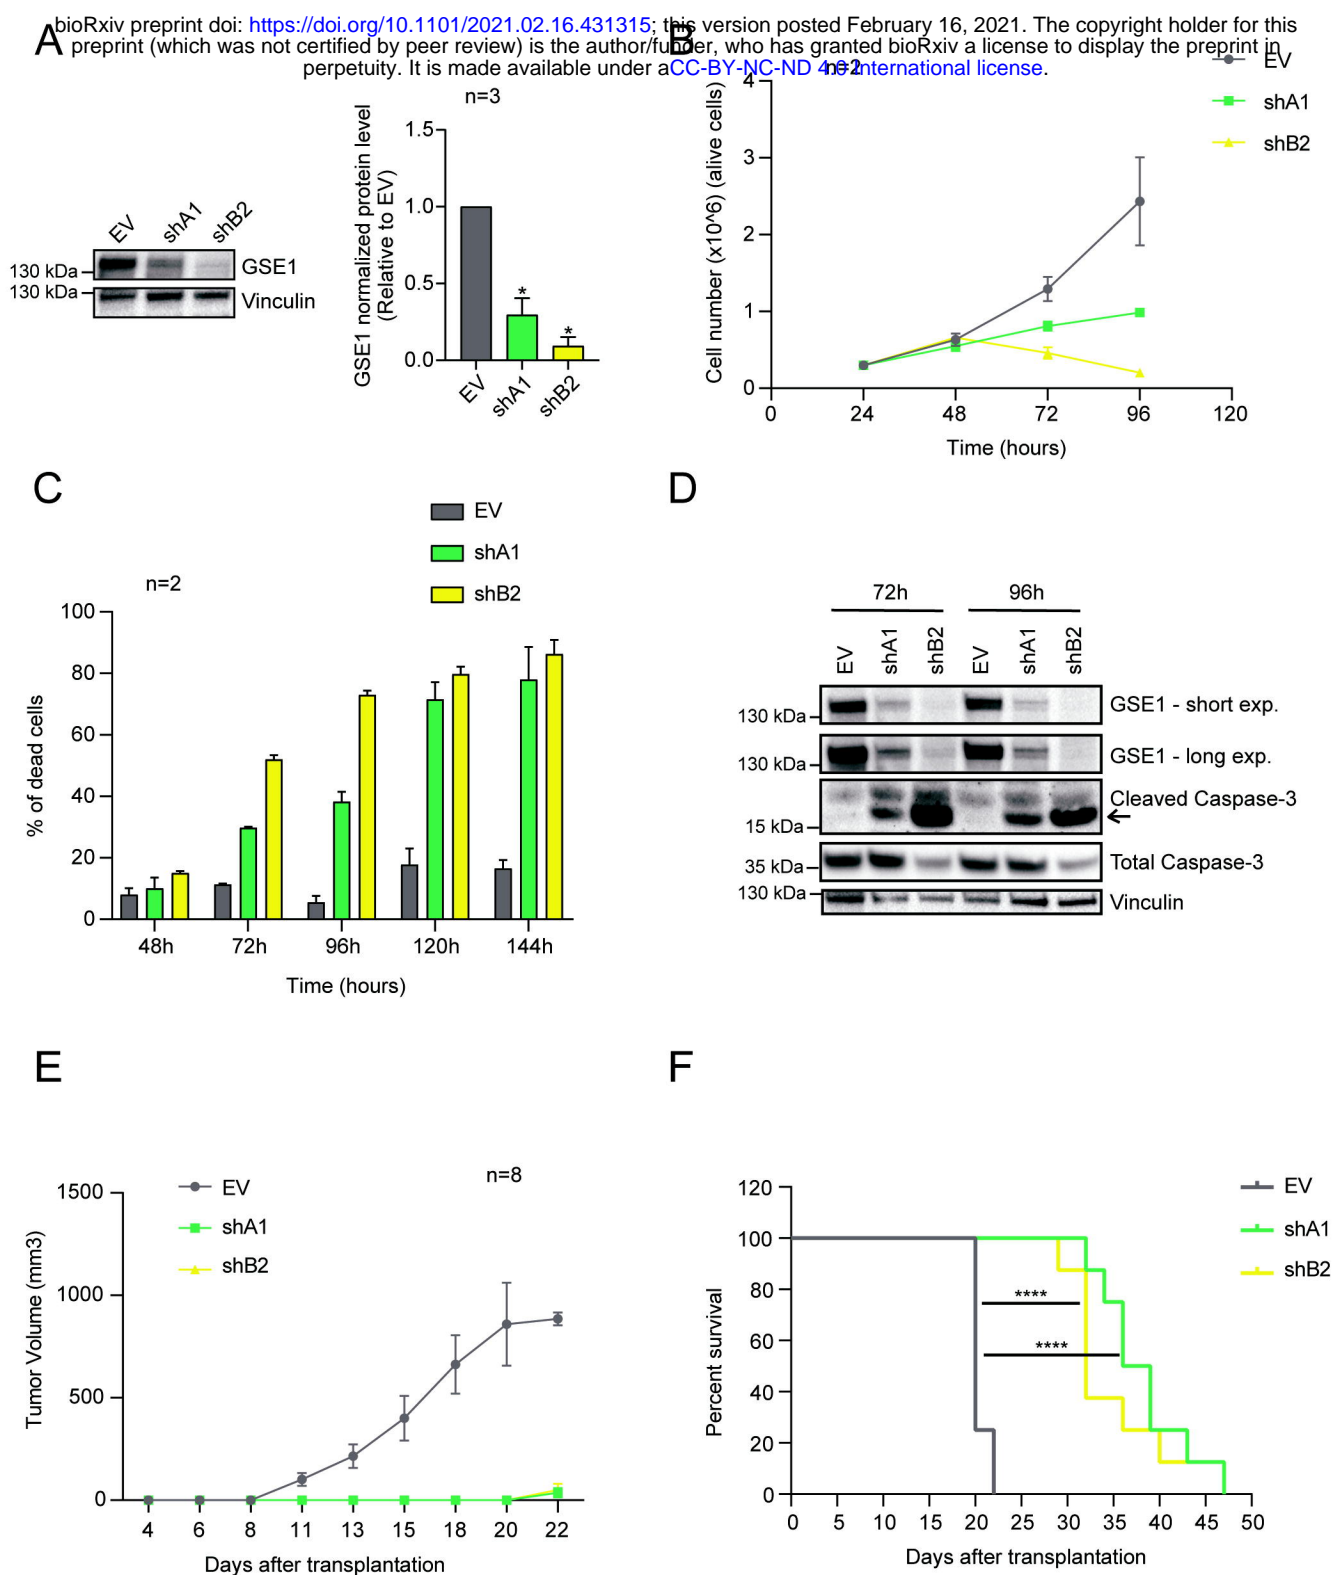 bioRxiv preprint doi: https://doi.org/10.1101/2021.02.16.431315; this version posted February 16, 2021. The copyright holder for this
preprint (which was not certified by peer review) is the author/funder, who has granted bioRxiv a license to display the preprint in
perpetuity. It is made available under aCC-BY-NC-ND 4.0 International license.
A
n=3
GSE1 normalized protein level
(Relative to EV)
1.5
1.0
0.5
0.0
*
*
EV
shA1
shB2
EV
shA1
shB2
130 kDa
GSE1
130 kDa
Vinculin
B
n=2
EV
shA1
shB2
Cell number (x10^6) (alive cells)
4
3
2
1
0
0
24
48
72
96
120
Time (hours)
C
EV
shA1
shB2
n=2
% of dead cells
100
80
60
40
20
0
48h
72h
96h
120h
144h
Time (hours)
D
72h
96h
EV
shA1
shB2
EV
shA1
shB2
130 kDa
GSE1 - short exp.
130 kDa
GSE1 - long exp.
Cleaved Caspase-3
15 kDa
35 kDa
Total Caspase-3
130 kDa
Vinculin
E
n=8
EV
shA1
shB2
Tumor Volume (mm3)
1500
1000
500
0
4
6
8
11
13
15
18
20
22
Days after transplantation
F
EV
shA1
shB2
Percent survival
120
100
80
60
40
20
0
****
****
0
5
10
15
20
25
30
35
40
45
50
Days after transplantation